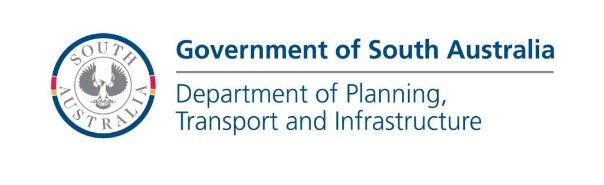 SOUTH
AUSTRALIA
Government of South Australia
Department of Planning,
Transport and Infrastructure